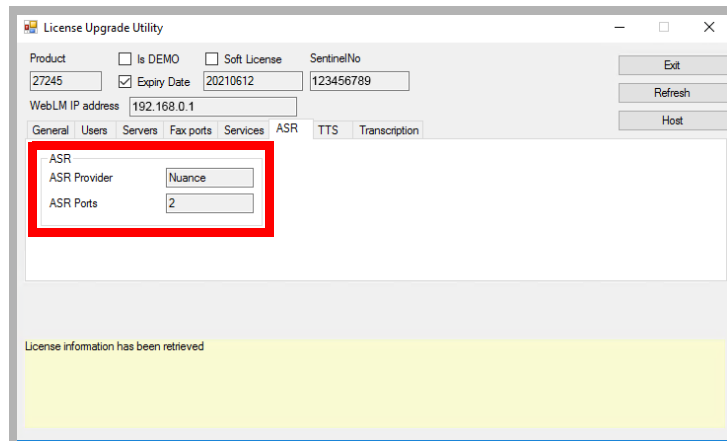 License Upgrade Utility
Product Is DEMO Soft License SentinelNo
27245 Expiry Date 20210612 123456789
WebLM IP address 192.168.0.1
Exit
Refresh
Host
General Users Servers Fax ports Services ASR TTS Transcription
ASR
ASR Provider Nuance
ASR Ports 2
License information has been retrieved